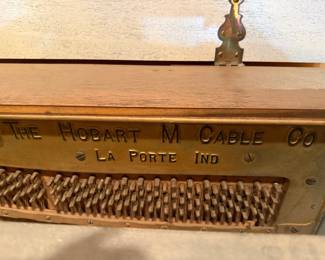 THE HOBART M CABLE CO
LA PORTE IND